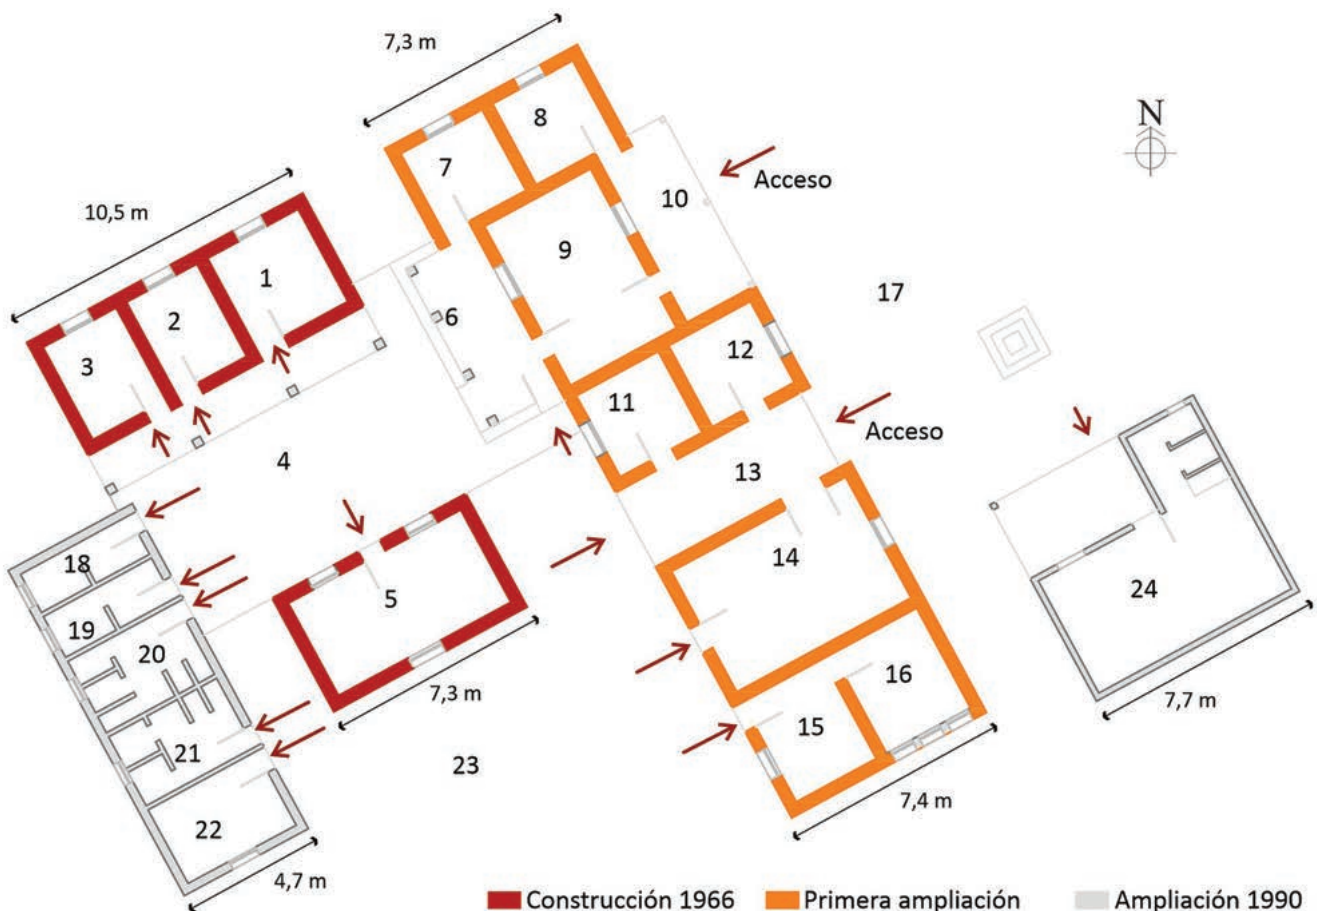 7,3 m
N
8
7
Acceso
10
10,5 m
9
1
17
6
2
12
3
11
Acceso
4
13
14
18
5
24
19
20
16
7,3 m
7,7 m
15
21
23
7,4 m
22
4,7 m
Construcción 1966
Primera ampliación
Ampliación 1990